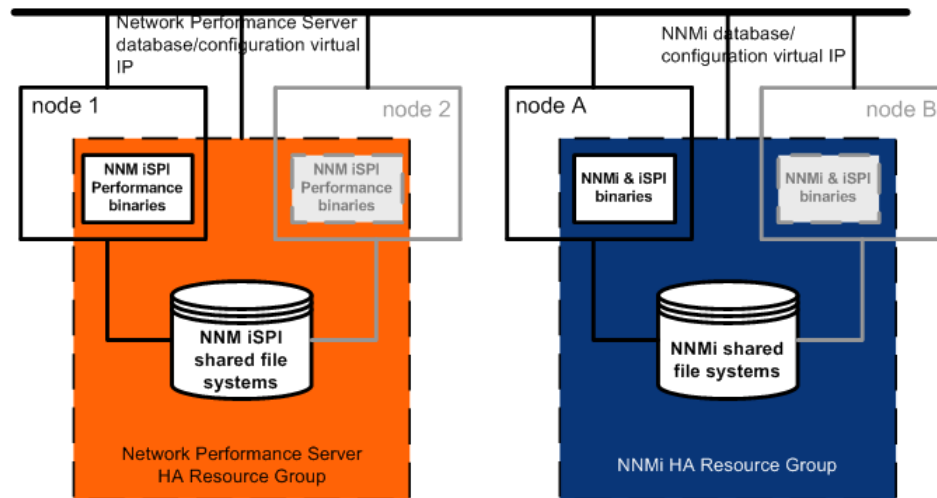 Network Performance Server
database/configuration virtual
IP
NNMi database/
configuration virtual IP
node 1
node 2
node A
node B
NNM iSPI
Performance
binaries
NNM iSPI
Performance
binaries
NNMi & iSPI
binaries
NNMi & iSPI
binaries
NNM iSPI
shared file
systems
NNMi shared
file systems
Network Performance Server
HA Resource Group
NNMi HA Resource Group